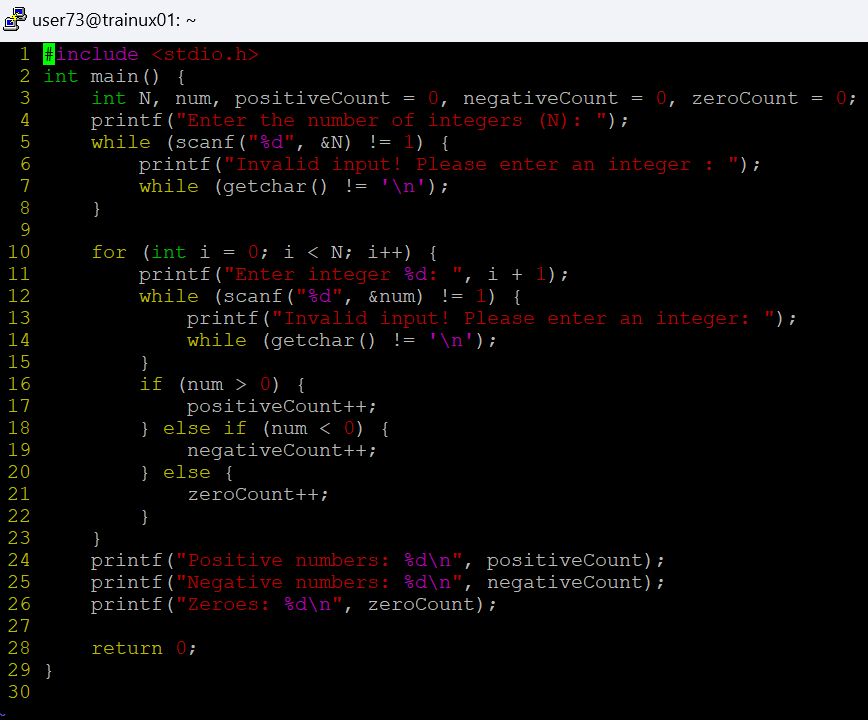 user73@trainux01: ~
1 #include <stdio.h>
2 int main() {
3     int N, num, positiveCount = 0, negativeCount = 0, zeroCount = 0;
4     printf("Enter the number of integers (N): ");
5     while (scanf("%d", &N) != 1) {
6         printf("Invalid input! Please enter an integer : ");
7         while (getchar() != '\n');
8     }
9
10     for (int i = 0; i < N; i++) {
11         printf("Enter integer %d: ", i + 1);
12         while (scanf("%d", &num) != 1) {
13             printf("Invalid input! Please enter an integer: ");
14             while (getchar() != '\n');
15         }
16         if (num > 0) {
17             positiveCount++;
18         } else if (num < 0) {
19             negativeCount++;
20         } else {
21             zeroCount++;
22         }
23     }
24     printf("Positive numbers: %d\n", positiveCount);
25     printf("Negative numbers: %d\n", negativeCount);
26     printf("Zeroes: %d\n", zeroCount);
27
28     return 0;
29 }
30
~